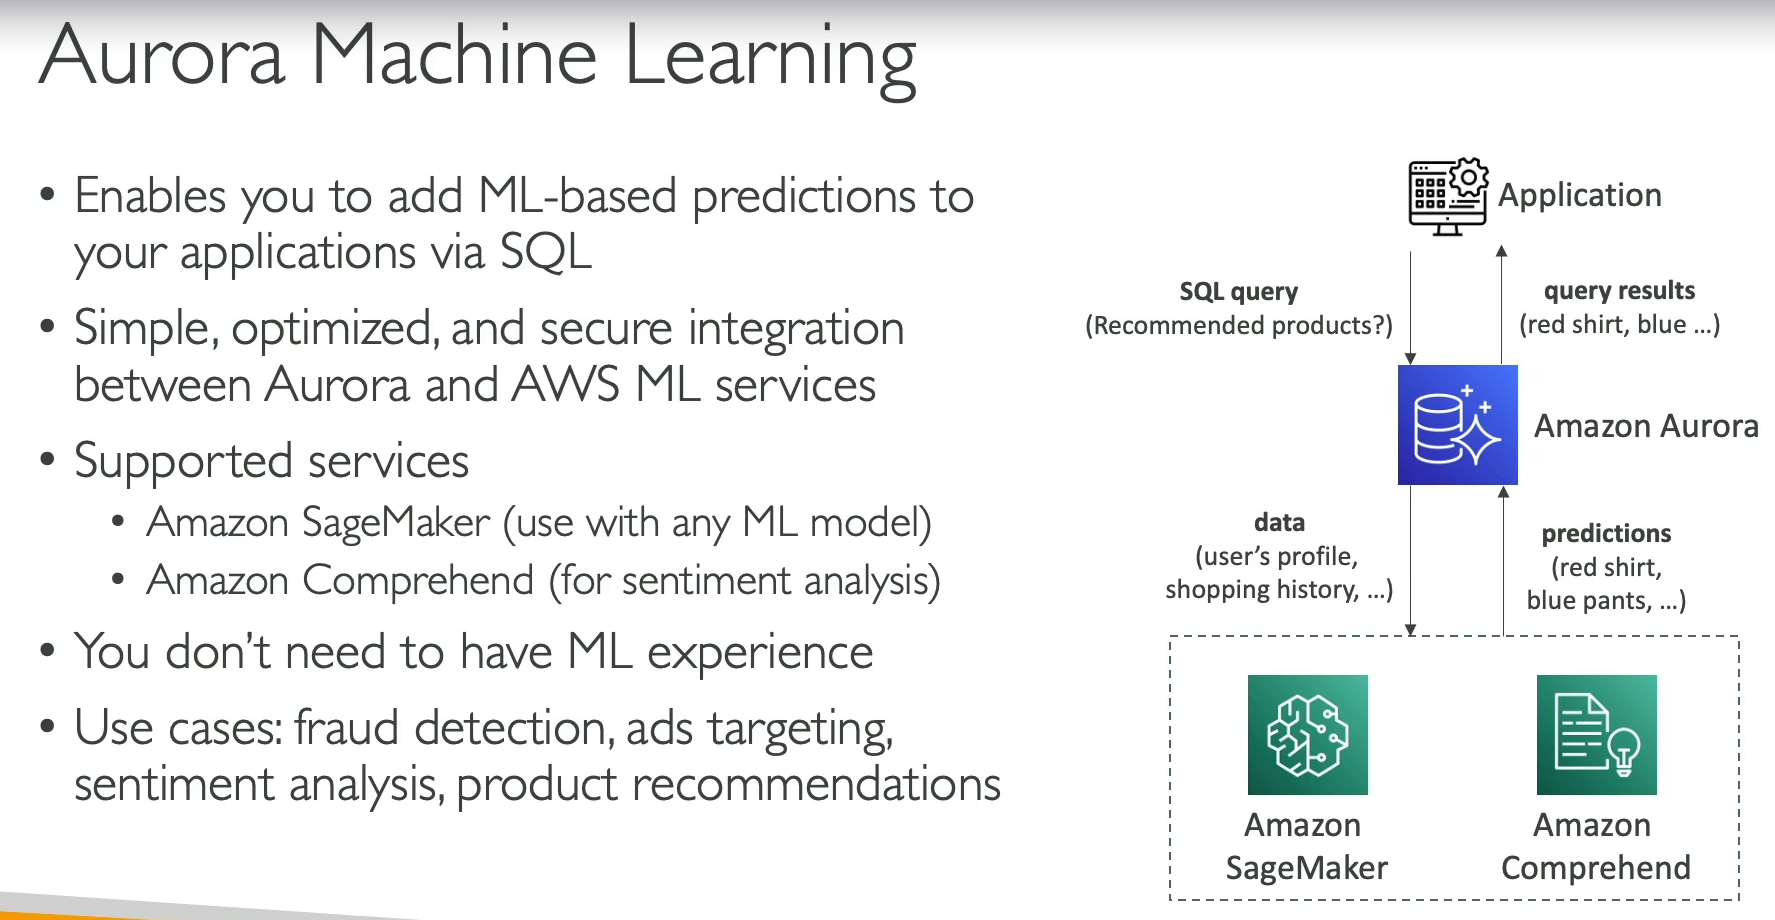 Aurora Machine Learning
• Enables you to add ML-based predictions to
your applications via SQL
• Simple, optimized, and secure integration
between Aurora and AWS ML services
• Supported services
• Amazon SageMaker (use with any ML model)
• Amazon Comprehend (for sentiment analysis)
• You don't need to have ML experience
• Use cases: fraud detection, ads targeting,
sentiment analysis, product recommendations
Application
SQL query
(Recommended products?)
query results
(red shirt, blue ...)
Amazon Aurora
data
(user's profile,
shopping history, ...)
predictions
(red shirt,
blue pants, ...)
Amazon
SageMaker
Amazon
Comprehend